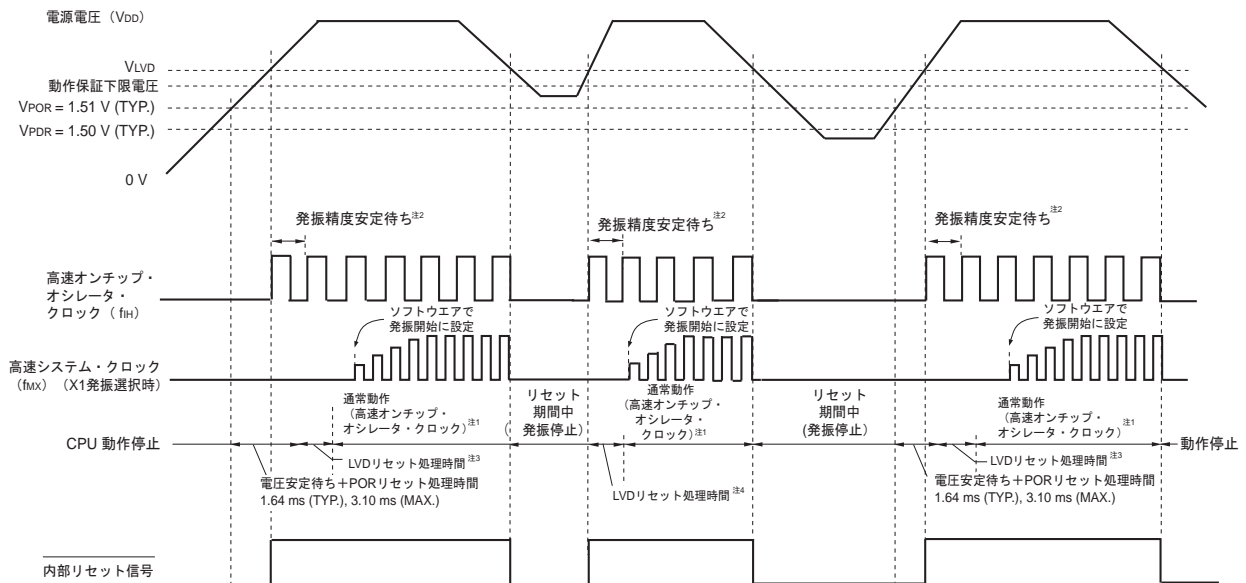 電源電圧（VDD）
VLVD
動作保証下限電圧
VPOR = 1.51 V (TYP.)
VPDR = 1.50 V (TYP.)
0 V
発振精度安定待ち注2
発振精度安定待ち注2
発振精度安定待ち注2
高速オンチップ・
オシレータ・
クロック（fIH）
ソフトウエアで
発振開始に設定
ソフトウエアで
発振開始に設定
ソフトウエアで
発振開始に設定
高速システム・クロック
（fMX）（X1発振選択時）
通常動作
（高速オンチップ・
オシレータ・クロック）注1
リセット
期間中
（発振停止）
通常動作
（高速オンチップ・
オシレータ・
クロック）注1
リセット
期間中
(発振停止）
通常動作
（高速オンチップ・
オシレータ・クロック）注1
CPU 動作停止
動作停止
LVDリセット処理時間 注3
電圧安定待ち＋PORリセット処理時間
1.64 ms (TYP.), 3.10 ms (MAX.)
LVDリセット処理時間 注4
LVDリセット処理時間 注3
電圧安定待ち＋PORリセット処理時間
1.64 ms (TYP.), 3.10 ms (MAX.)
内部リセット信号